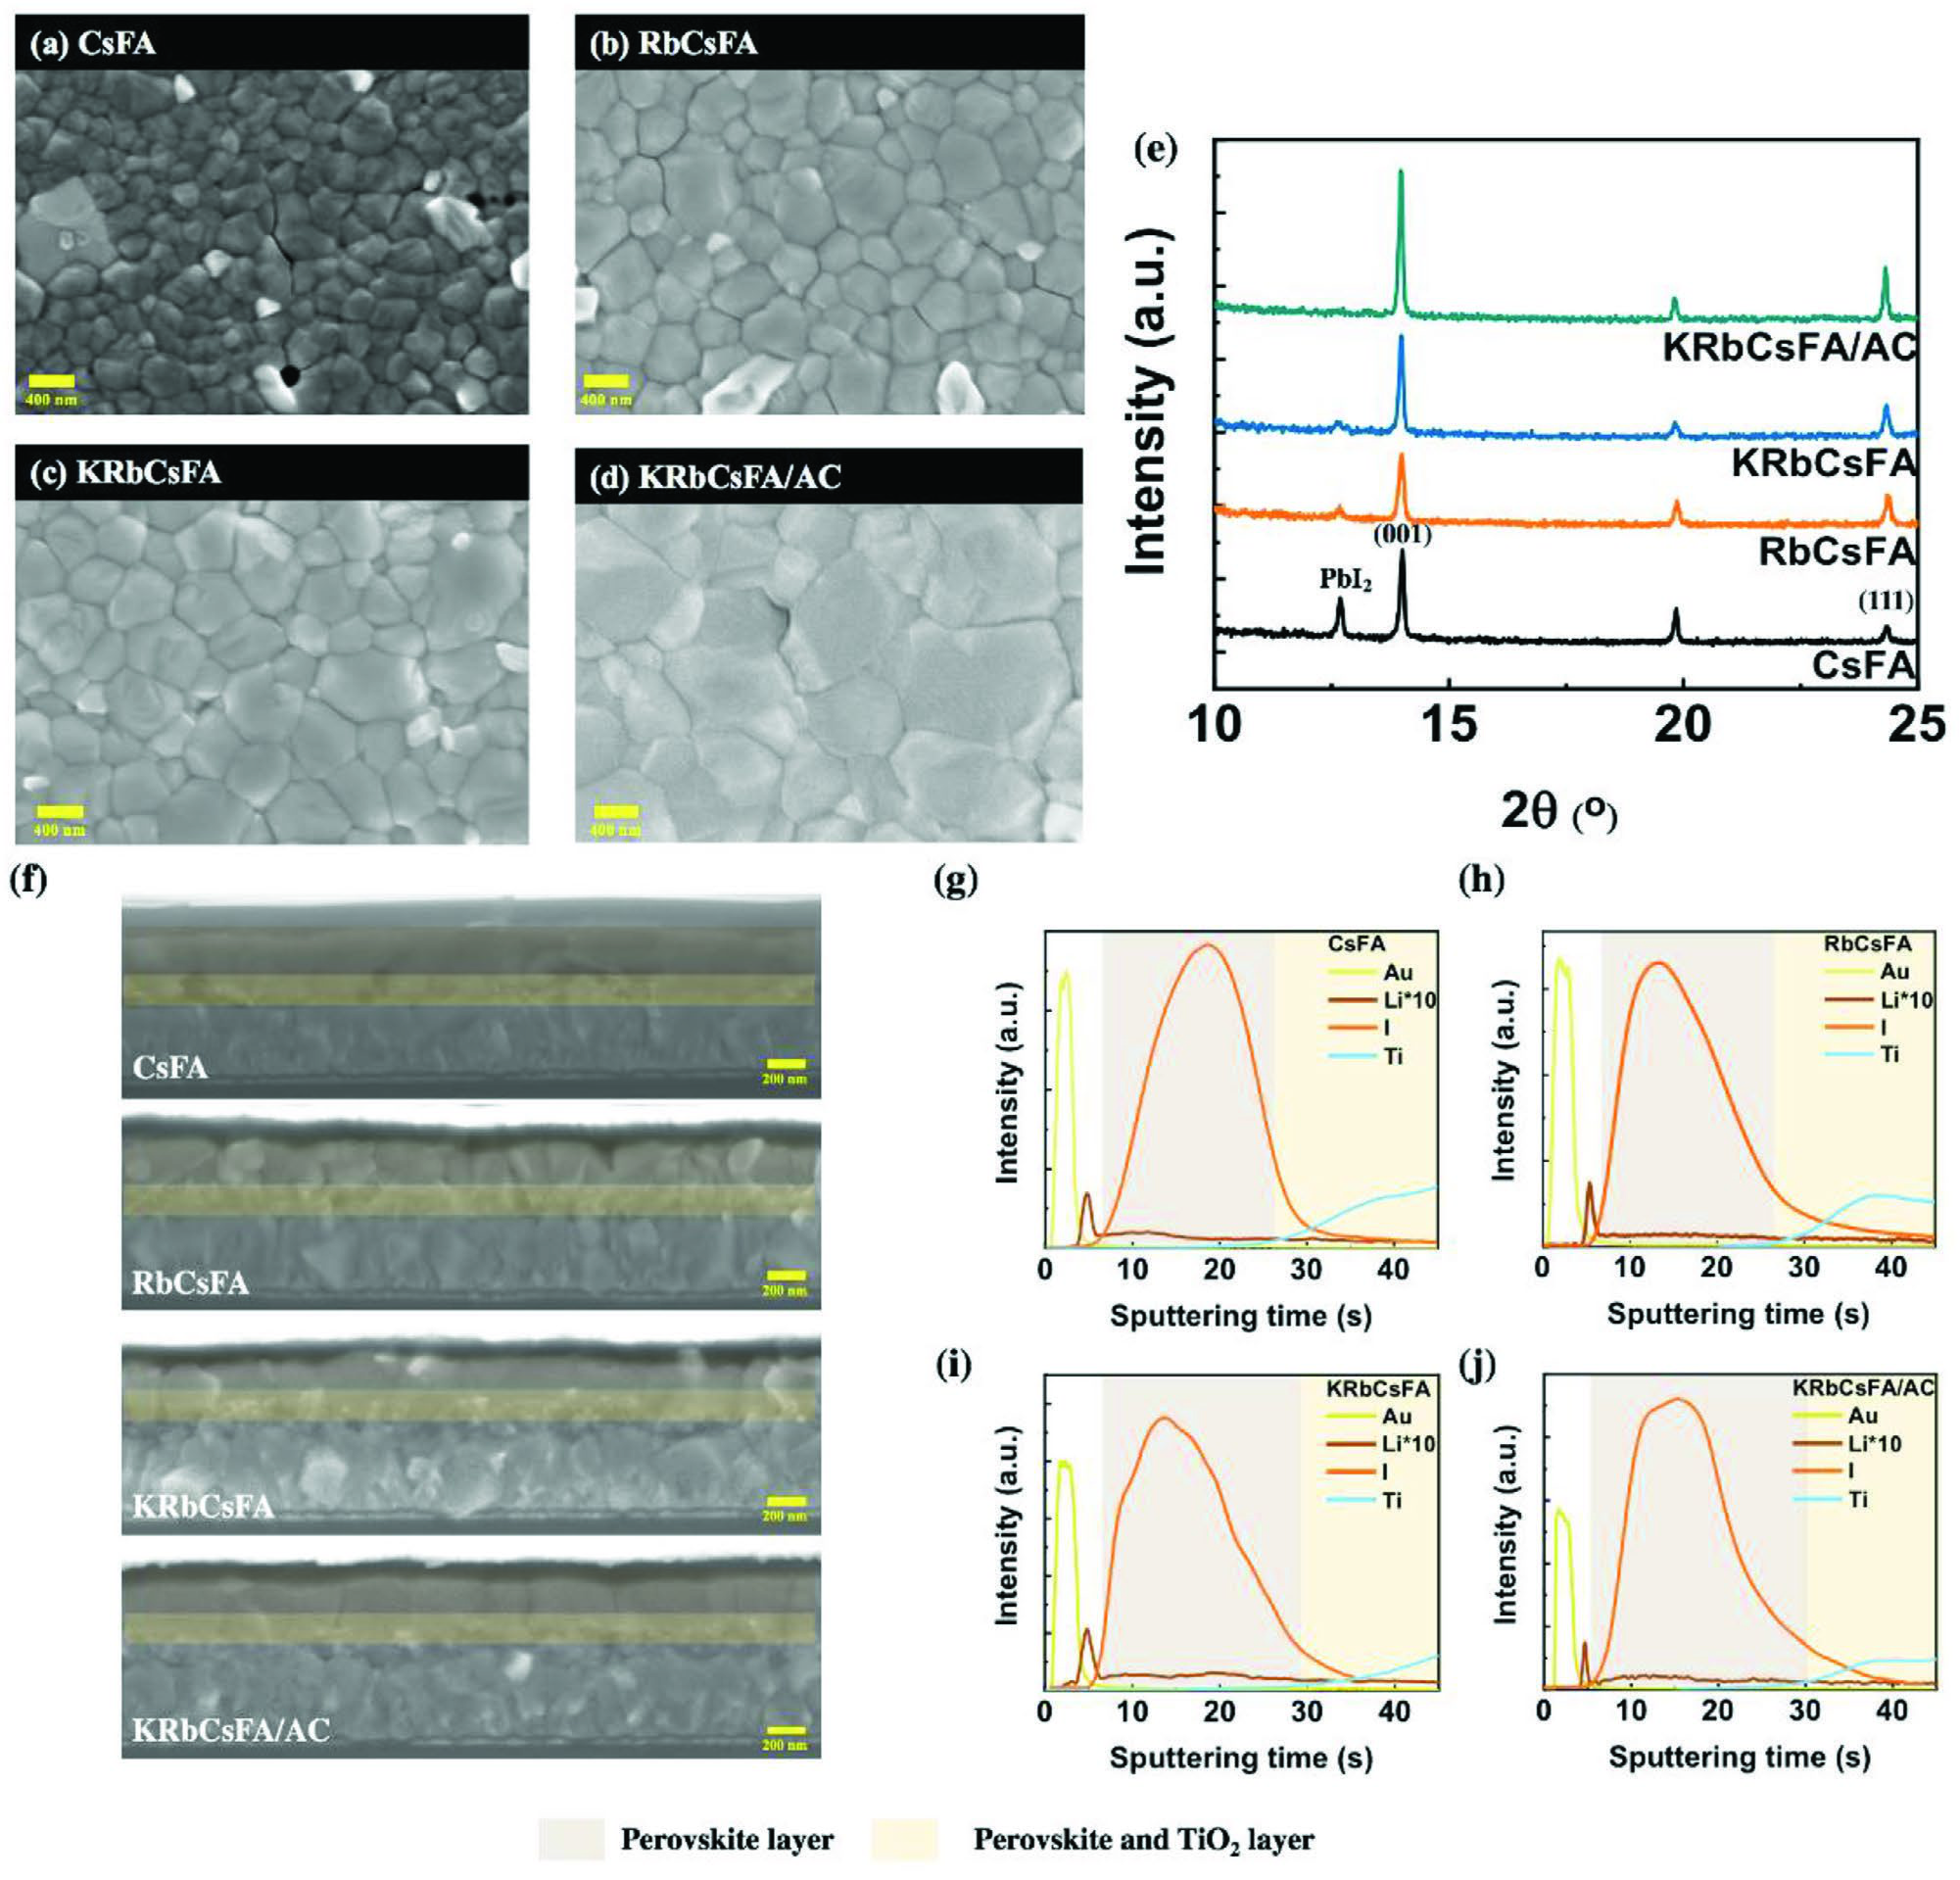 (a) CsFA
400 nm
(b) RbCsFA
400 nm
(c) KRbCsFA
400 nm
(d) KRbCsFA/AC
400 nm
(e)
Intensity (a.u.)
KRbCsFA/AC
KRbCsFA
RbCsFA
(001)
PbI₂
(111)
CsFA
10 15 20 25
2θ (°)
(f)
CsFA
200 nm
RbCsFA
200 nm
KRbCsFA
200 nm
KRbCsFA/AC
200 nm
(g)
CsFA
Au
Li*10
I
Ti
Intensity (a.u.)
0 10 20 30 40
Sputtering time (s)
(h)
RbCsFA
Au
Li*10
I
Ti
Intensity (a.u.)
0 10 20 30 40
Sputtering time (s)
(i)
KRbCsFA
Au
Li*10
I
Ti
Intensity (a.u.)
0 10 20 30 40
Sputtering time (s)
(j)
KRbCsFA/AC
Au
Li*10
I
Ti
Intensity (a.u.)
0 10 20 30 40
Sputtering time (s)
Perovskite layer
Perovskite and TiO₂ layer